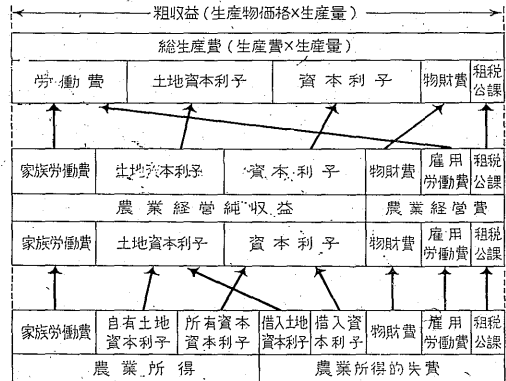 粗収益(生産物価格×生産量)
総生産費(生産費×生産量)
労働費 土地資本利子 資本利子 物財費 租税公課
家族労働費 土地資本利子 資本利子 物財費 雇用労働費 租税公課
農業経営純収益 農業経営費
家族労働費 土地資本利子 資本利子 物財費 雇用労働費 租税公課
家族労働費 自有土地資本利子 所有資本資本利子 借入土地資本利子 借入資本利子 物財費 雇用労働費 租税公課
農業所得 農業所得的失費